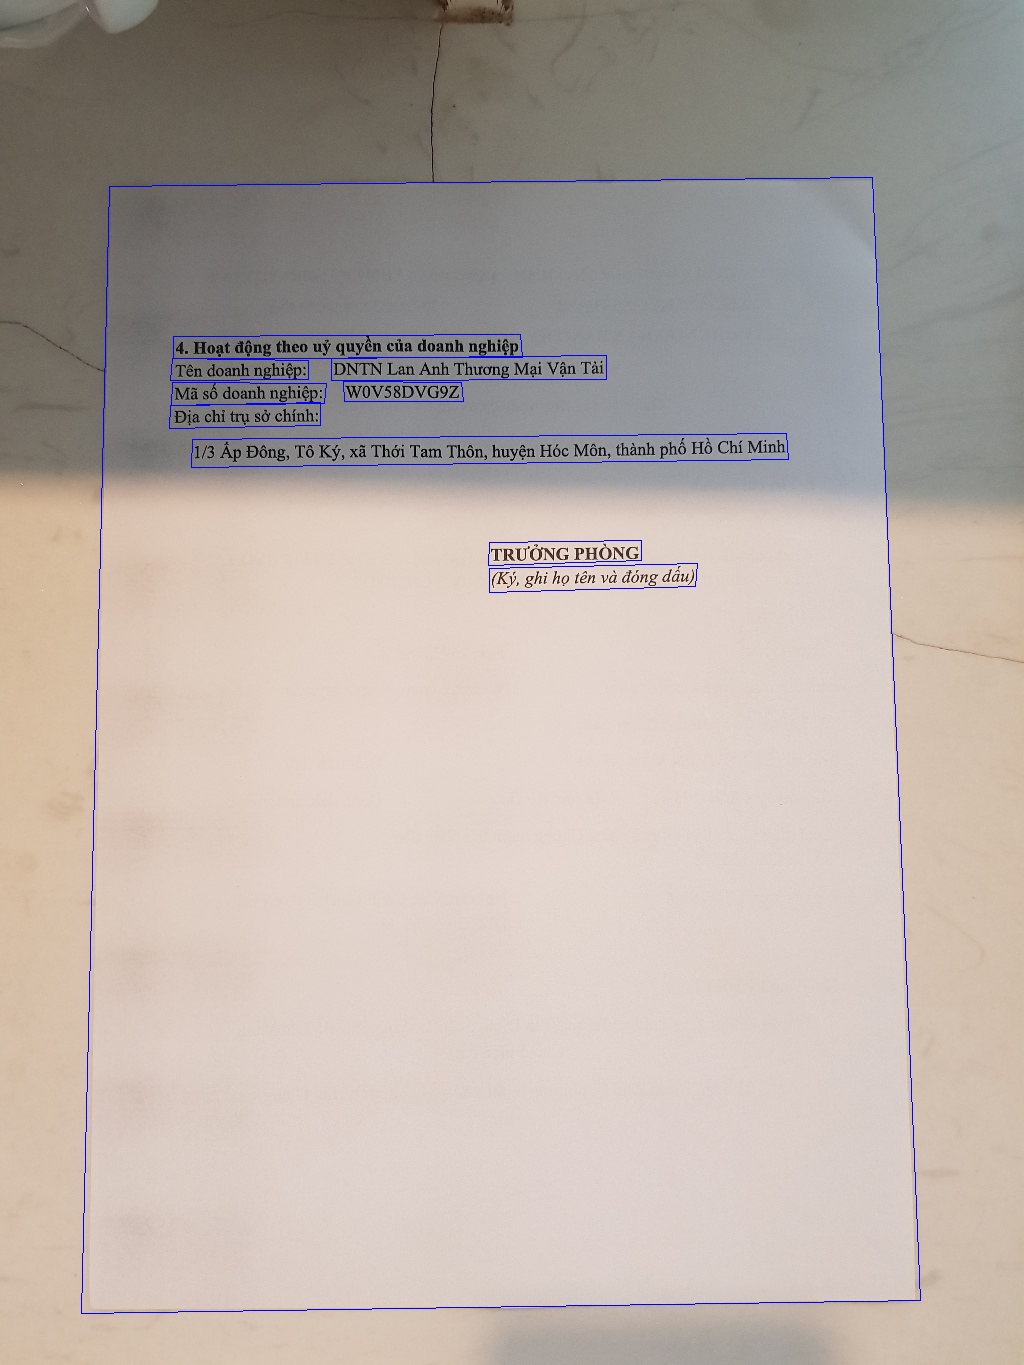 4. Hoạt động theo uỷ quyền của doanh nghiệp
Tên doanh nghiệp: DNTN Lan Anh Thương Mại Vận Tải
Mã số doanh nghiệp: W0V58DVG9Z
Địa chỉ trụ sở chính:
1/3 Ấp Đông, Tô Ký, xã Thới Tam Thôn, huyện Hóc Môn, thành phố Hồ Chí Minh
TRƯỞNG PHÒNG
(Ký, ghi họ tên và đóng dấu)